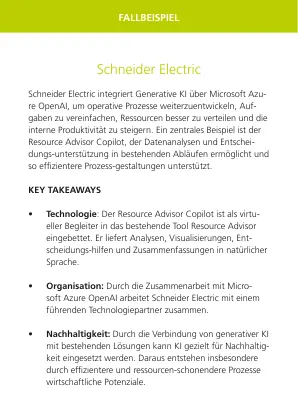 FALLBEISPIEL
Schneider Electric
Schneider Electric integriert Generative KI über Microsoft Azu-
re OpenAI, um operative Prozesse weiterzuentwickeln, Auf-
gaben zu vereinfachen, Ressourcen besser zu verteilen und die
interne Produktivität zu steigern. Ein zentrales Beispiel ist der
Resource Advisor Copilot, der Datenanalysen und Entschei-
dungs-unterstützung in bestehenden Abläufen ermöglicht und
so effizientere Prozess-gestaltungen unterstützt.
KEY TAKEAWAYS
• Technologie: Der Resource Advisor Copilot ist als virtu-
eller Begleiter in das bestehende Tool Resource Advisor
eingebettet. Er liefert Analysen, Visualisierungen, Ent-
scheidungs-hilfen und Zusammenfassungen in natürlicher
Sprache.
• Organisation: Durch die Zusammenarbeit mit Micro-
soft Azure OpenAI arbeitet Schneider Electric mit einem
führenden Technologiepartner zusammen.
• Nachhaltigkeit: Durch die Verbindung von generativer KI
mit bestehenden Lösungen kann KI gezielt für Nachhaltig-
keit eingesetzt werden. Daraus entstehen insbesondere
durch effizientere und ressourcen-schonendere Prozesse
wirtschaftliche Potenziale.